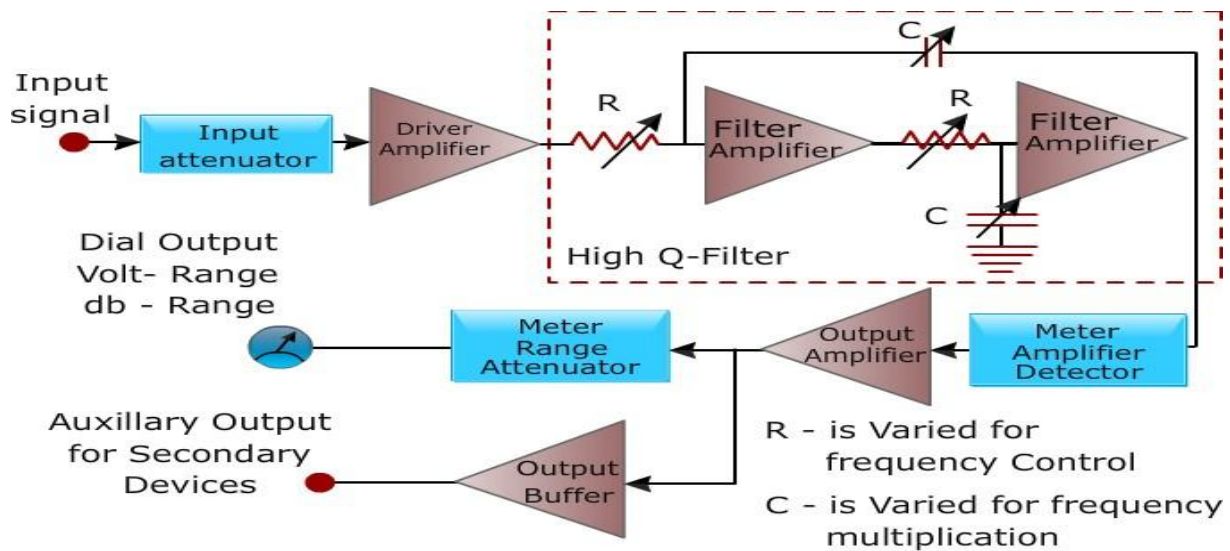 Input
signal
Input
attenuator
Driver
Amplifier
R
C
Filter
Amplifier
R
Filter
Amplifier
C
High Q-Filter
Dial Output
Volt- Range
db - Range
Meter
Range
Attenuator
Output
Amplifier
Meter
Amplifier
Detector
Auxillary Output
for Secondary
Devices
Output
Buffer
R - is Varied for
frequency Control
C - is Varied for frequency
multiplication